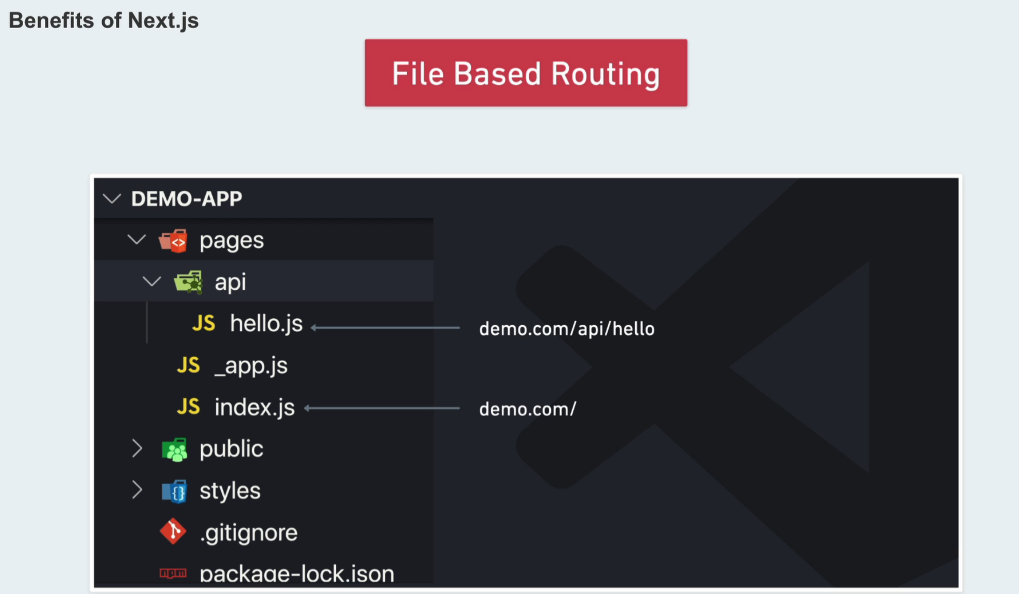 Benefits of Next.js
File Based Routing
DEMO-APP
pages
api
JS hello.js
demo.com/api/hello
JS _app.js
JS index.js
demo.com/
public
styles
.gitignore
package-lock.json